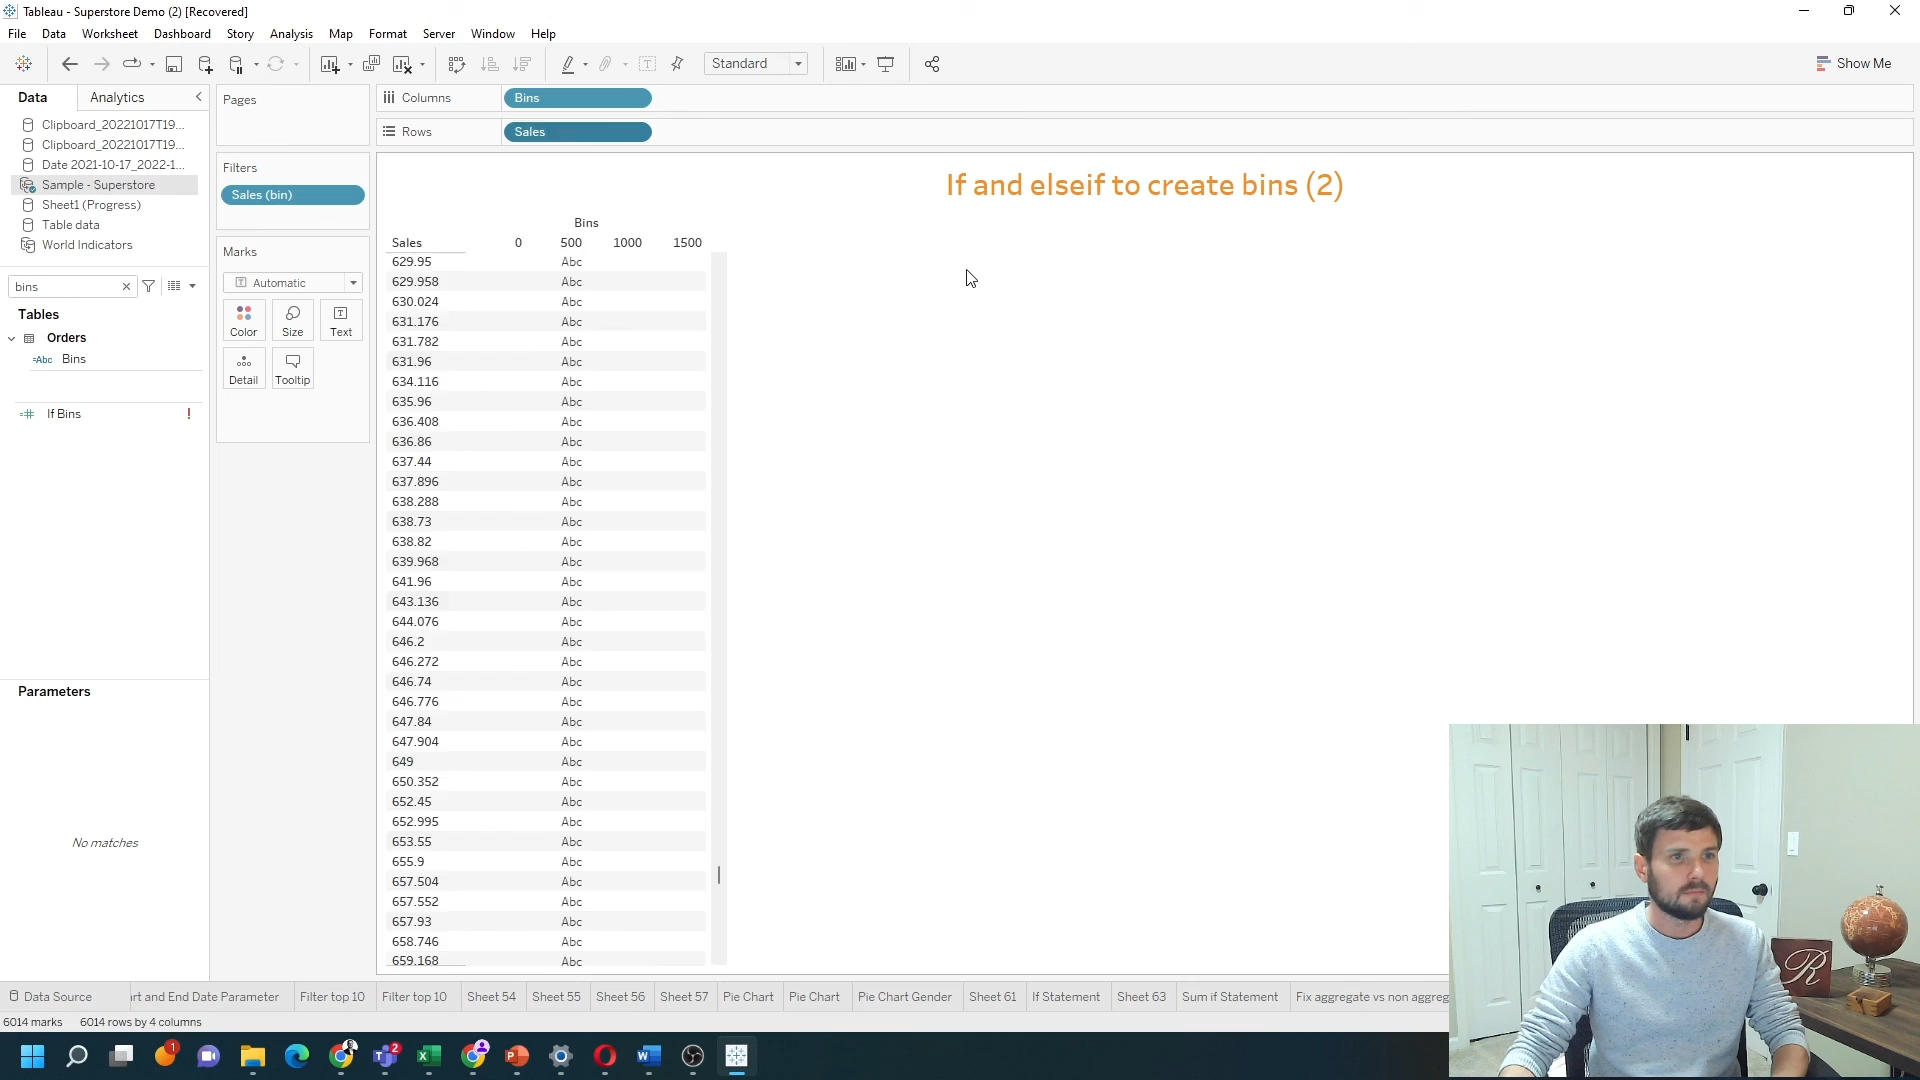 Tableau - Superstore Demo (2) [Recovered]
File Data Worksheet Dashboard Story Analysis Map Format Server Window Help
Standard
Show Me
Data Analytics
Clipboard_20221017T19...
Clipboard_20221017T19...
Date 2021-10-17_2022-1...
Sample - Superstore
Sheet1 (Progress)
Table data
World Indicators
bins
Tables
Orders
=Abc Bins
If Bins !
Parameters
No matches
Pages
Filters
Sales (bin)
Marks
Automatic
Color Size Text
Detail Tooltip
Columns Bins
Rows Sales
If and elseif to create bins (2)
Bins
Sales 0 500 1000 1500
629.95 Abc
629.958 Abc
630.024 Abc
631.176 Abc
631.782 Abc
631.96 Abc
634.116 Abc
635.96 Abc
636.408 Abc
636.86 Abc
637.44 Abc
637.896 Abc
638.288 Abc
638.73 Abc
638.82 Abc
639.968 Abc
641.96 Abc
643.136 Abc
644.076 Abc
646.2 Abc
646.272 Abc
646.74 Abc
646.776 Abc
647.84 Abc
647.904 Abc
649 Abc
650.352 Abc
652.45 Abc
652.995 Abc
653.55 Abc
655.9 Abc
657.504 Abc
657.552 Abc
657.93 Abc
658.746 Abc
659.168 Abc
R
Data Source rt and End Date Parameter Filter top 10 Filter top 10 Sheet 54 Sheet 55 Sheet 56 Sheet 57 Pie Chart Pie Chart Pie Chart Gender Sheet 61 If Statement Sheet 63 Sum if Statement Fix aggregate vs non aggreg
6014 marks 6014 rows by 4 columns
1
2